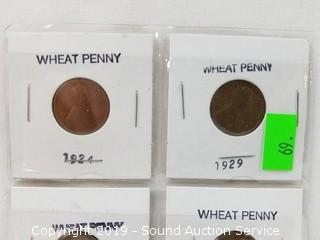 WHEAT PENNY
WHEAT PENNY
1924
1929
69.
WHEAT PENNY
WHEAT PENNY
Copyright 2019 - Sound Auction Service